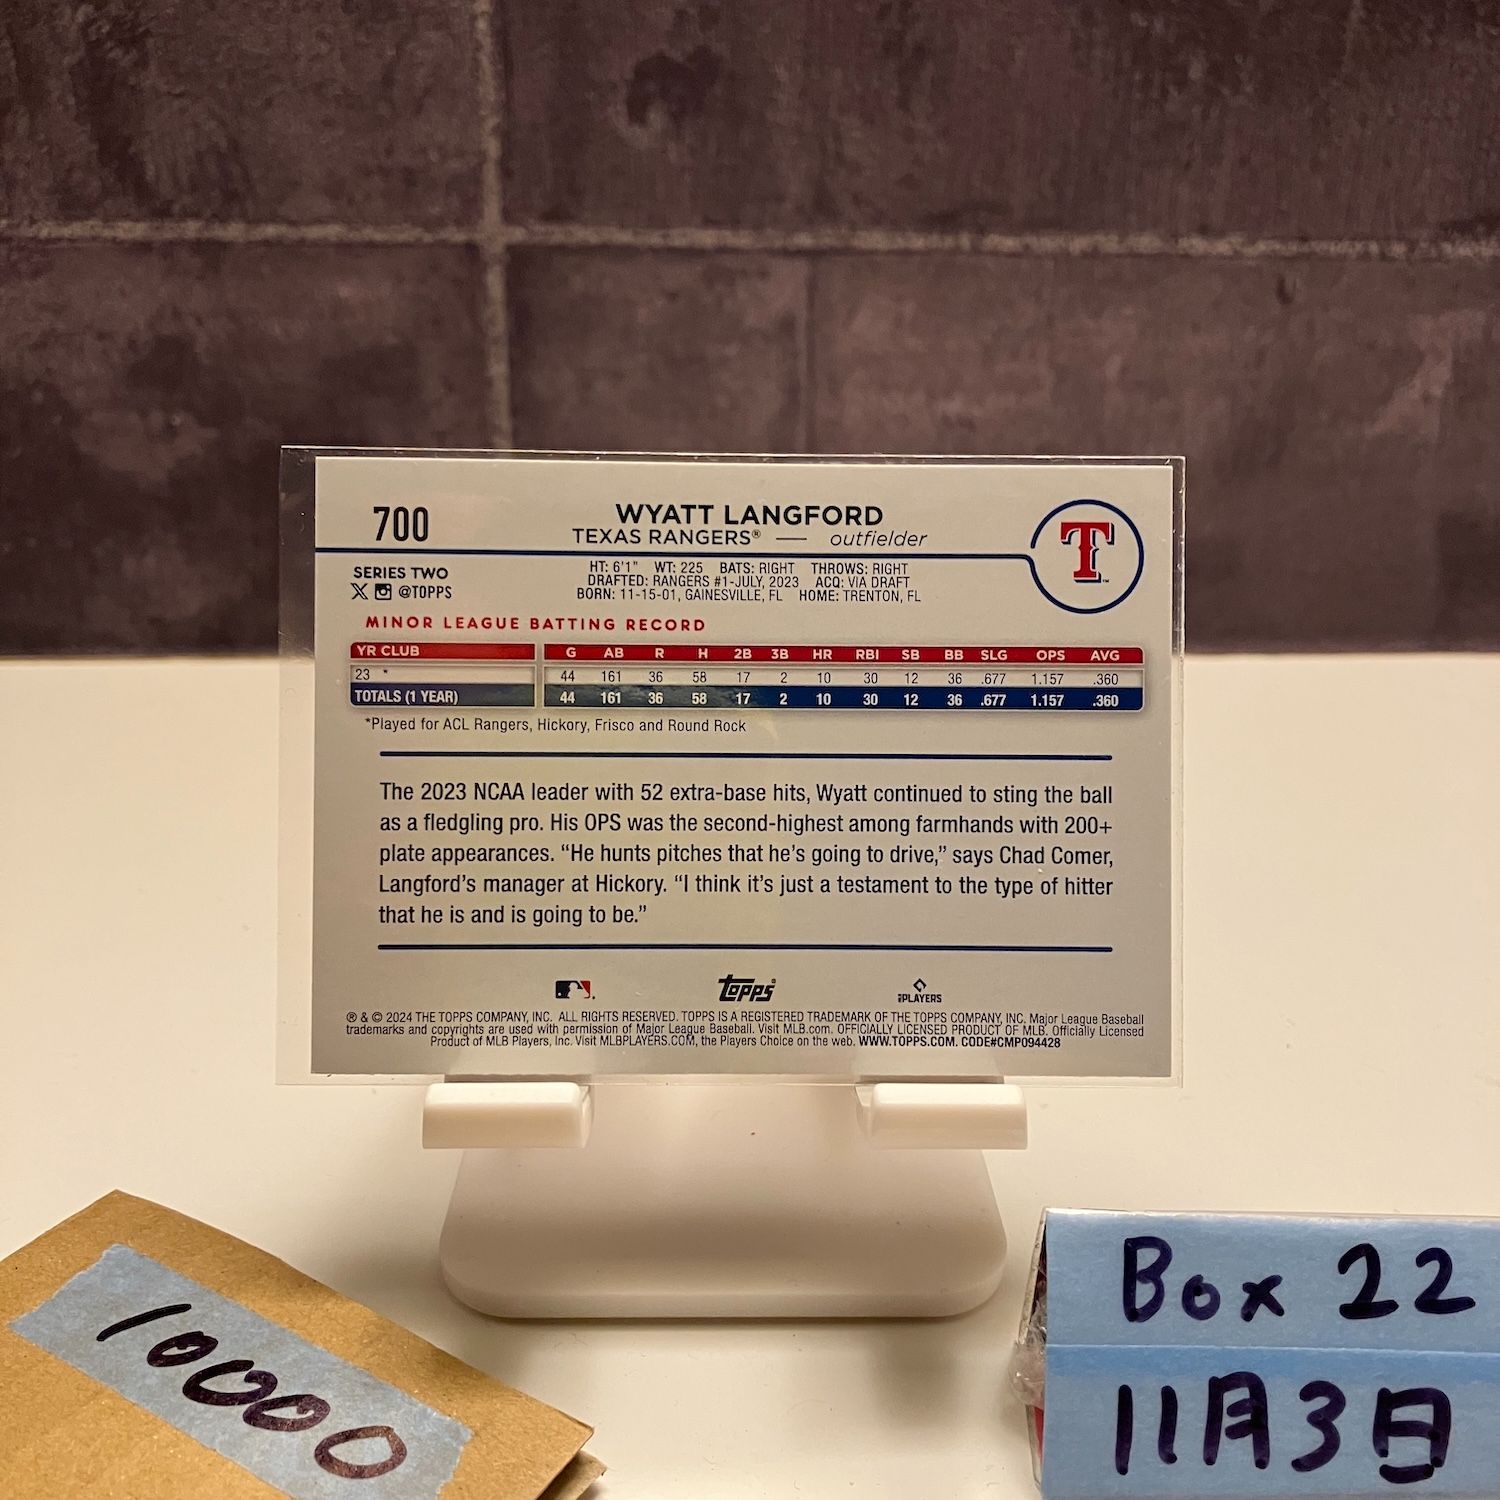 700
WYATT LANGFORD
TEXAS RANGERS® — outfielder
T
SERIES TWO
@TOPPS
HT: 6'1" WT: 225 BATS: RIGHT THROWS: RIGHT
DRAFTED: RANGERS #1-JULY, 2023 ACQ: VIA DRAFT
BORN: 11-15-01, GAINESVILLE, FL HOME: TRENTON, FL
MINOR LEAGUE BATTING RECORD
YR CLUB G AB R H 2B 3B HR RBI SB BB SLG OPS AVG
23 * 44 161 36 58 17 2 10 30 12 36 .677 1.157 .360
TOTALS (1 YEAR) 44 161 36 58 17 2 10 30 12 36 .677 1.157 .360
*Played for ACL Rangers, Hickory, Frisco and Round Rock
The 2023 NCAA leader with 52 extra-base hits, Wyatt continued to sting the ball
as a fledgling pro. His OPS was the second-highest among farmhands with 200+
plate appearances. “He hunts pitches that he’s going to drive,” says Chad Comer,
Langford’s manager at Hickory. “I think it’s just a testament to the type of hitter
that he is and is going to be.”
topps®
PLAYERS
® & © 2024 THE TOPPS COMPANY, INC. ALL RIGHTS RESERVED. TOPPS IS A REGISTERED TRADEMARK OF THE TOPPS COMPANY, INC. Major League Baseball
trademarks and copyrights are used with permission of Major League Baseball. Visit MLB.com. OFFICIALLY LICENSED PRODUCT OF MLB. Officially Licensed
Product of MLB Players, Inc. Visit MLBPLAYERS.COM, the Players Choice on the web. WWW.TOPPS.COM. CODE#CMP094428
10000
Box 22
11月3日